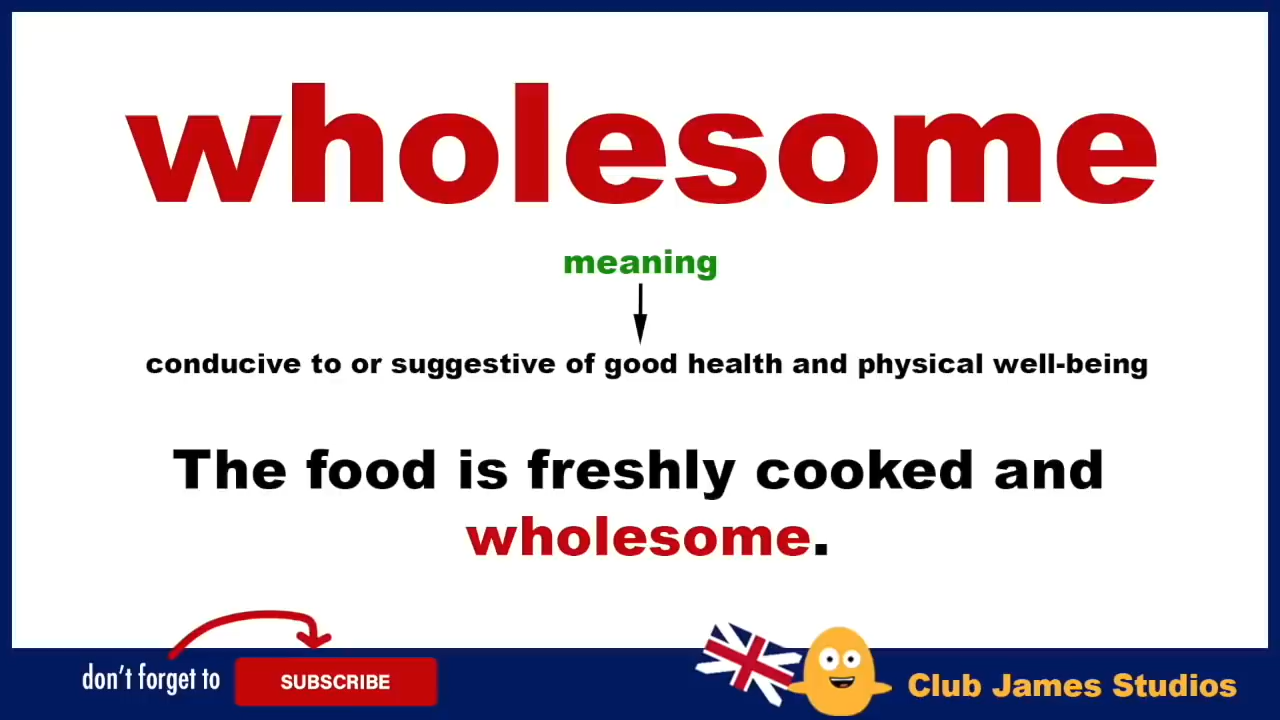 wholesome
meaning
conducive to or suggestive of good health and physical well-being
The food is freshly cooked and
wholesome.
don't forget to SUBSCRIBE
Club James Studios